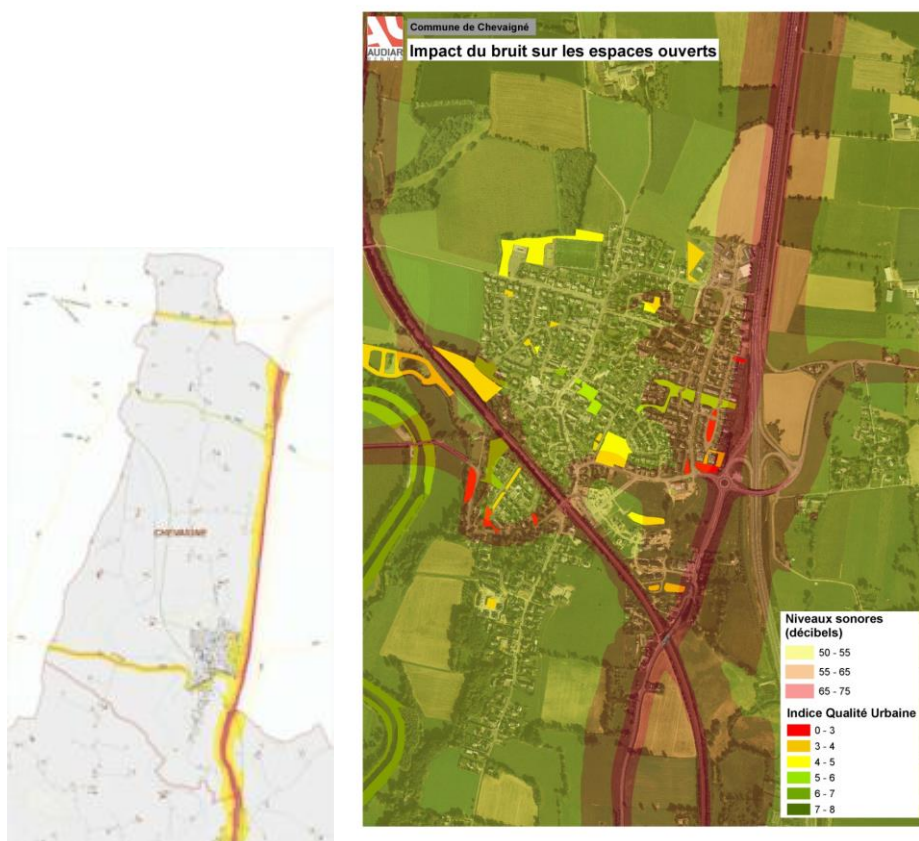 AUDIAR
RENNES
Commune de Chevaigné
Impact du bruit sur les espaces ouverts
CHEVAIGNE
Niveaux sonores
(décibels)
50 - 55
55 - 65
65 - 75
Indice Qualité Urbaine
0 - 3
3 - 4
4 - 5
5 - 6
6 - 7
7 - 8